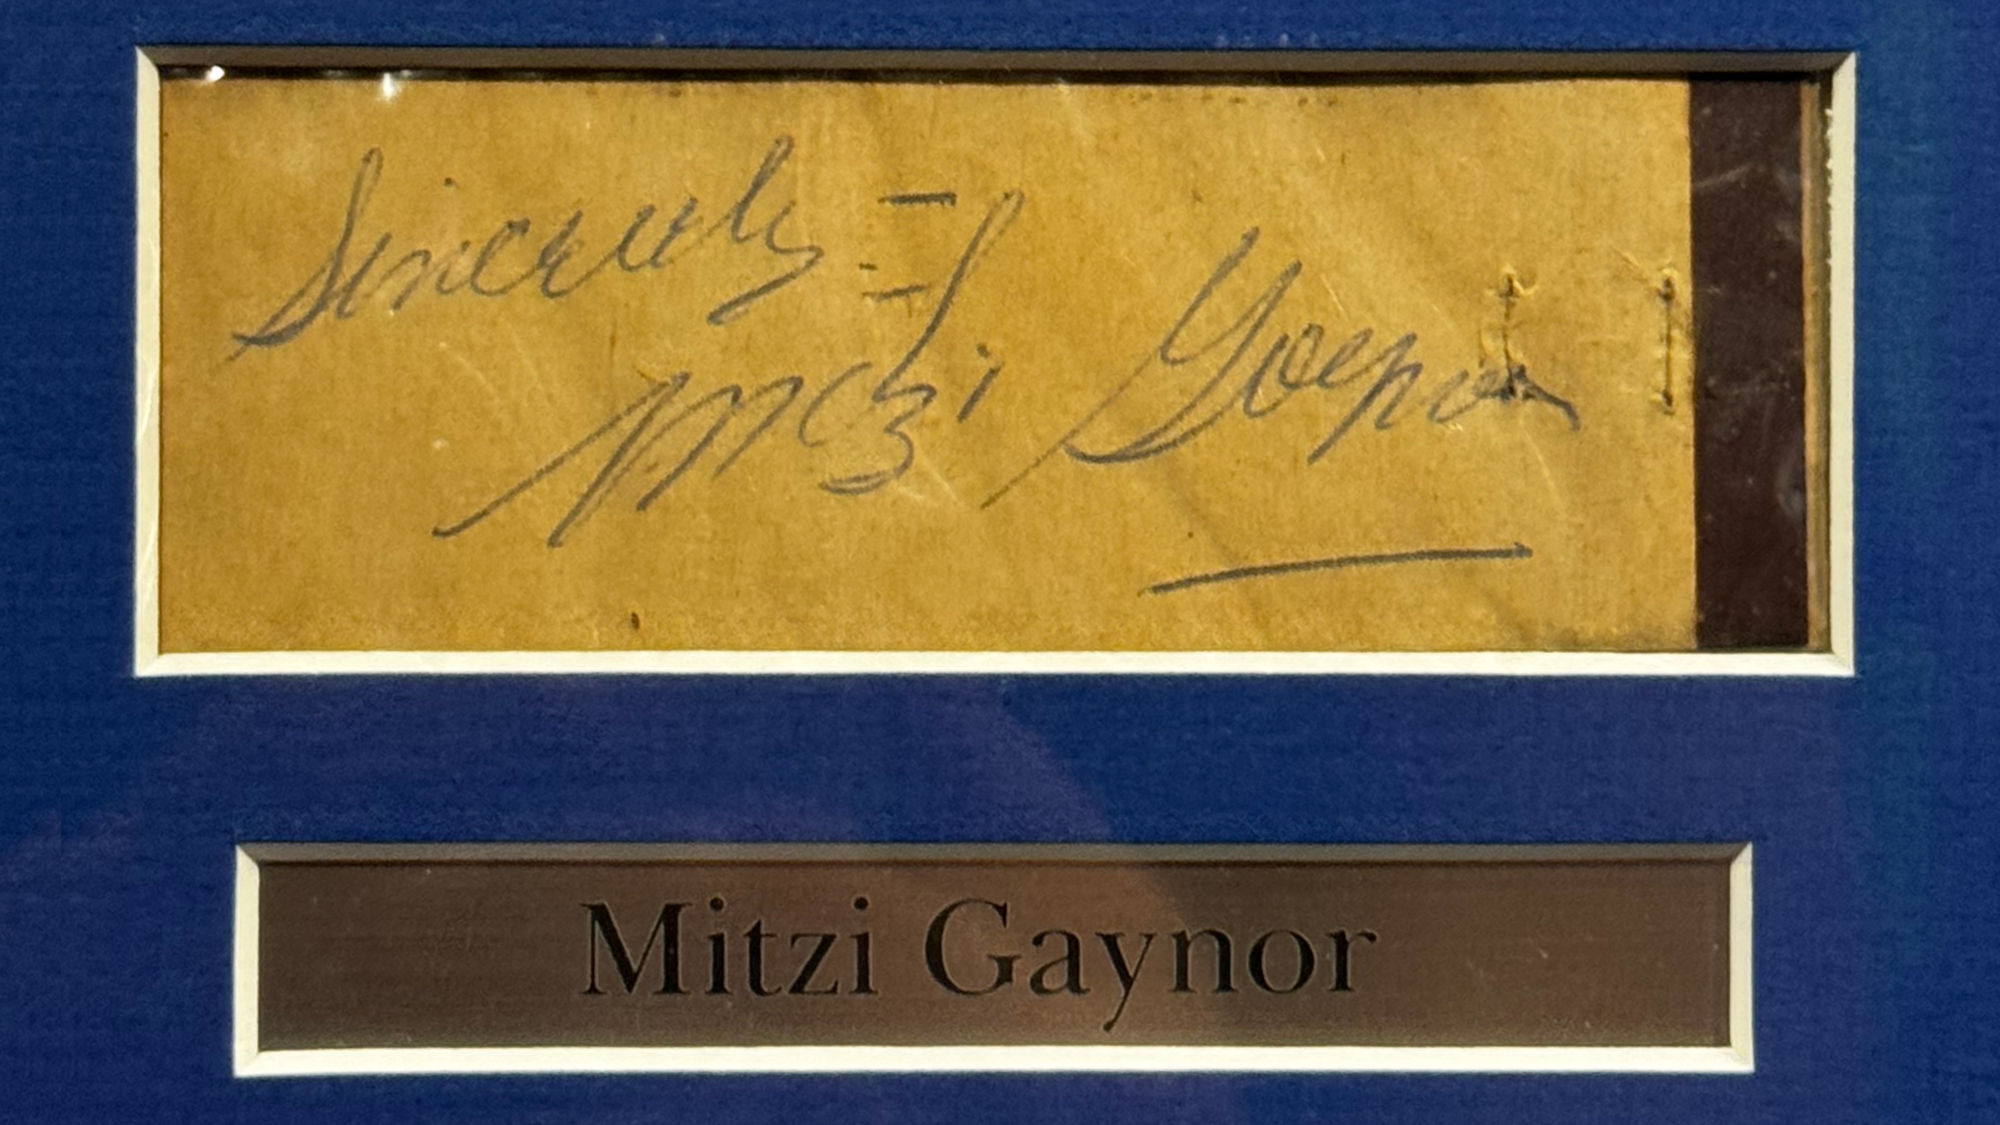 Sincerely =
Mitzi Gaynor
Mitzi Gaynor